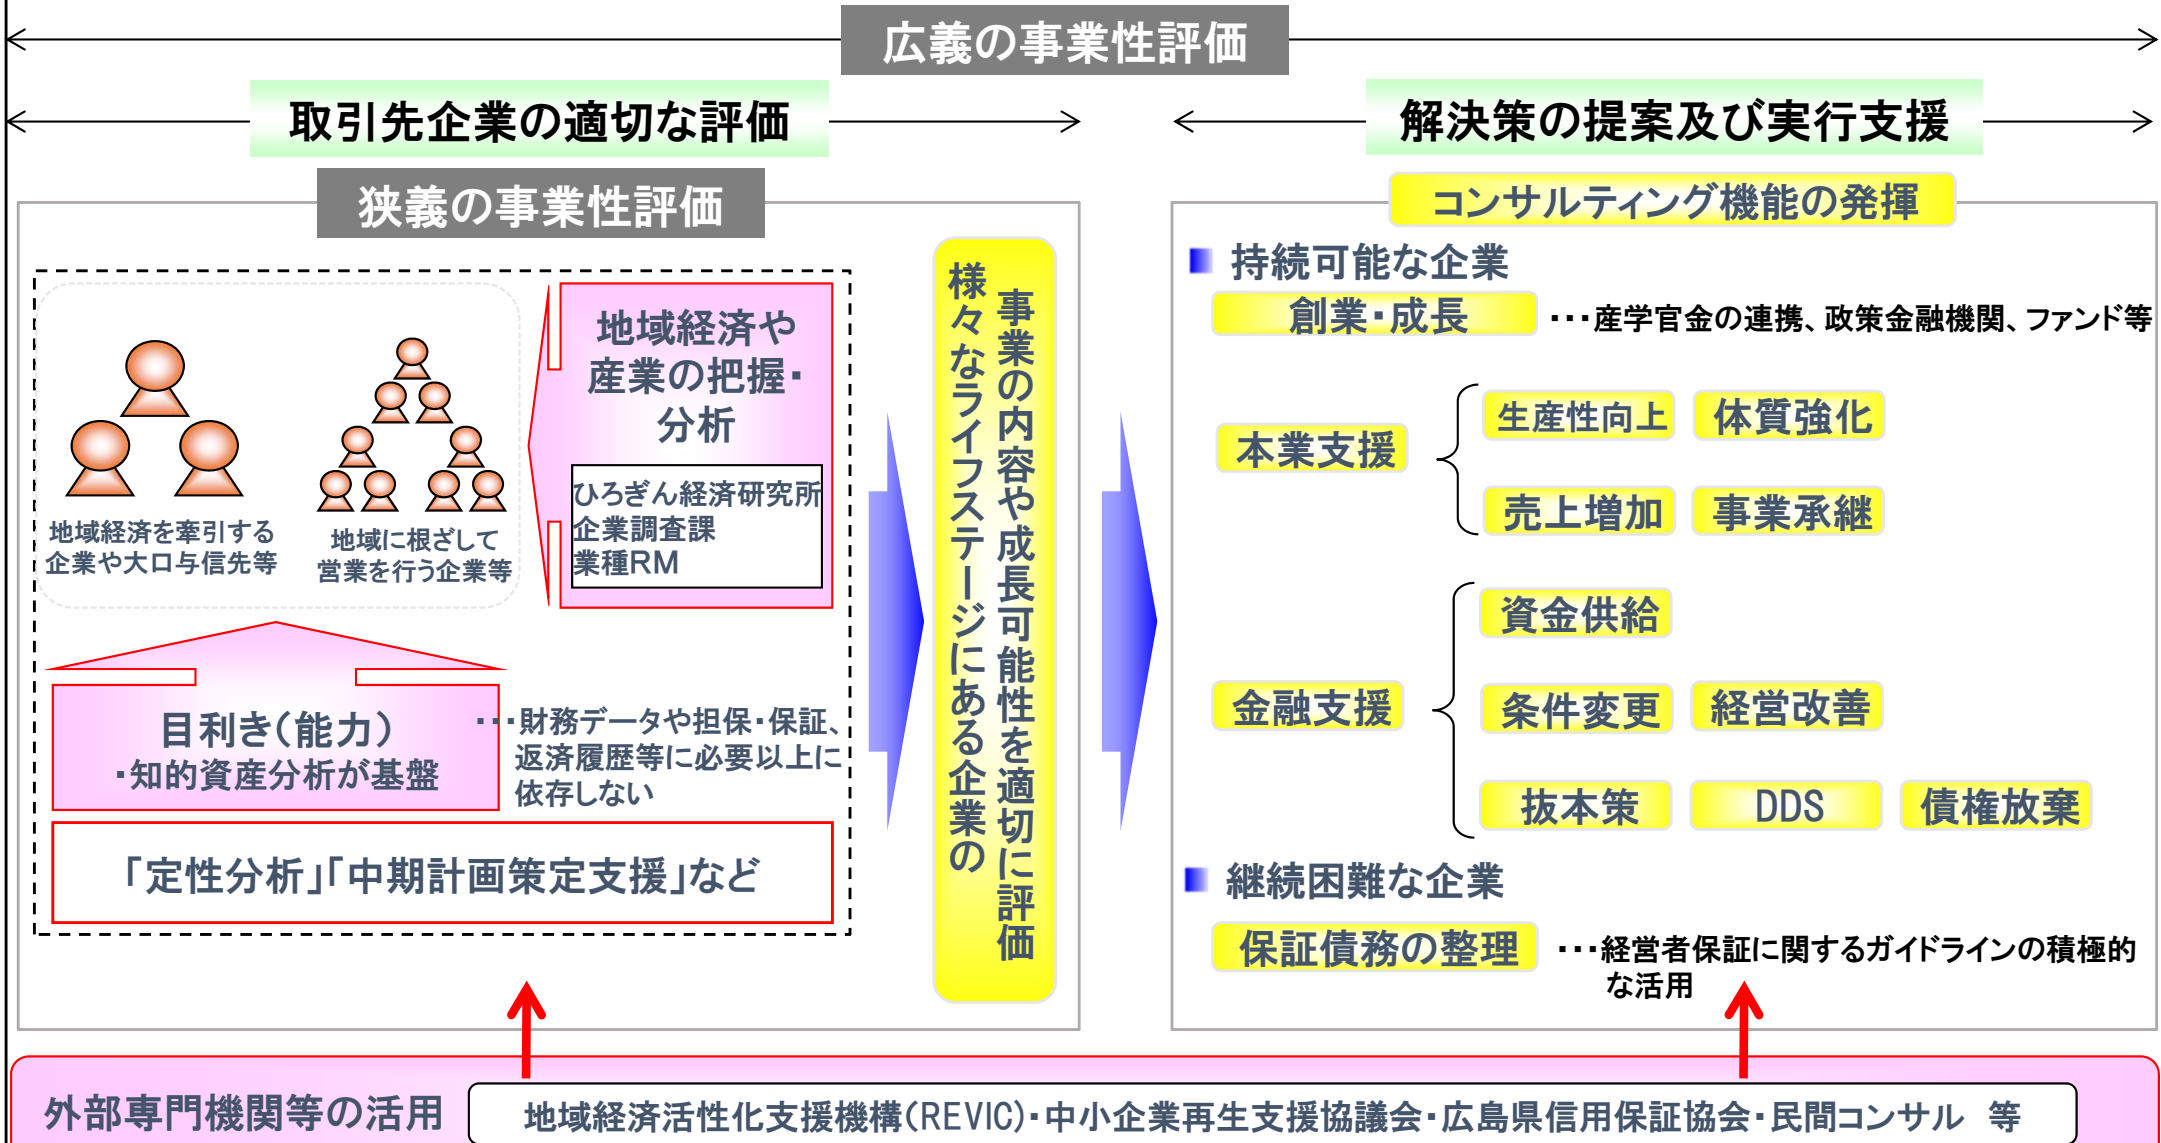 広義の事業性評価
取引先企業の適切な評価
解決策の提案及び実行支援
狭義の事業性評価
地域経済を牽引する
企業や大口与信先等
地域に根ざして
営業を行う企業等
地域経済や
産業の把握・
分析
ひろぎん経済研究所
企業調査課
業種RM
目利き(能力)
・知的資産分析が基盤
・・・財務データや担保・保証、
返済履歴等に必要以上に
依存しない
「定性分析」「中期計画策定支援」など
様々なライフステージにある企業の
事業の内容や成長可能性を適切に評価
コンサルティング機能の発揮
持続可能な企業
創業・成長
・・・産学官金の連携、政策金融機関、ファンド等
本業支援
生産性向上
体質強化
売上増加
事業承継
金融支援
資金供給
条件変更
経営改善
抜本策
DDS
債権放棄
継続困難な企業
保証債務の整理
・・・経営者保証に関するガイドラインの積極的
な活用
外部専門機関等の活用
地域経済活性化支援機構(REVIC)・中小企業再生支援協議会・広島県信用保証協会・民間コンサル 等